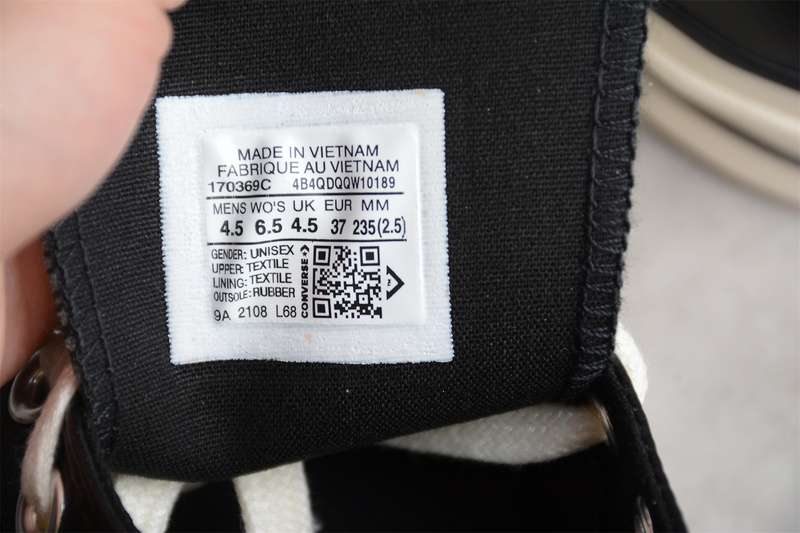 MADE IN VIETNAM
FABRIQUE AU VIETNAM
170369C 4B4QDQQW10189
MENS WO'S UK EUR MM
4.5 6.5 4.5 37 235(2.5)
GENDER: UNISEX
UPPER: TEXTILE
LINING: TEXTILE
OUTSOLE: RUBBER
9A 2108 L68
CONVERSE
TM